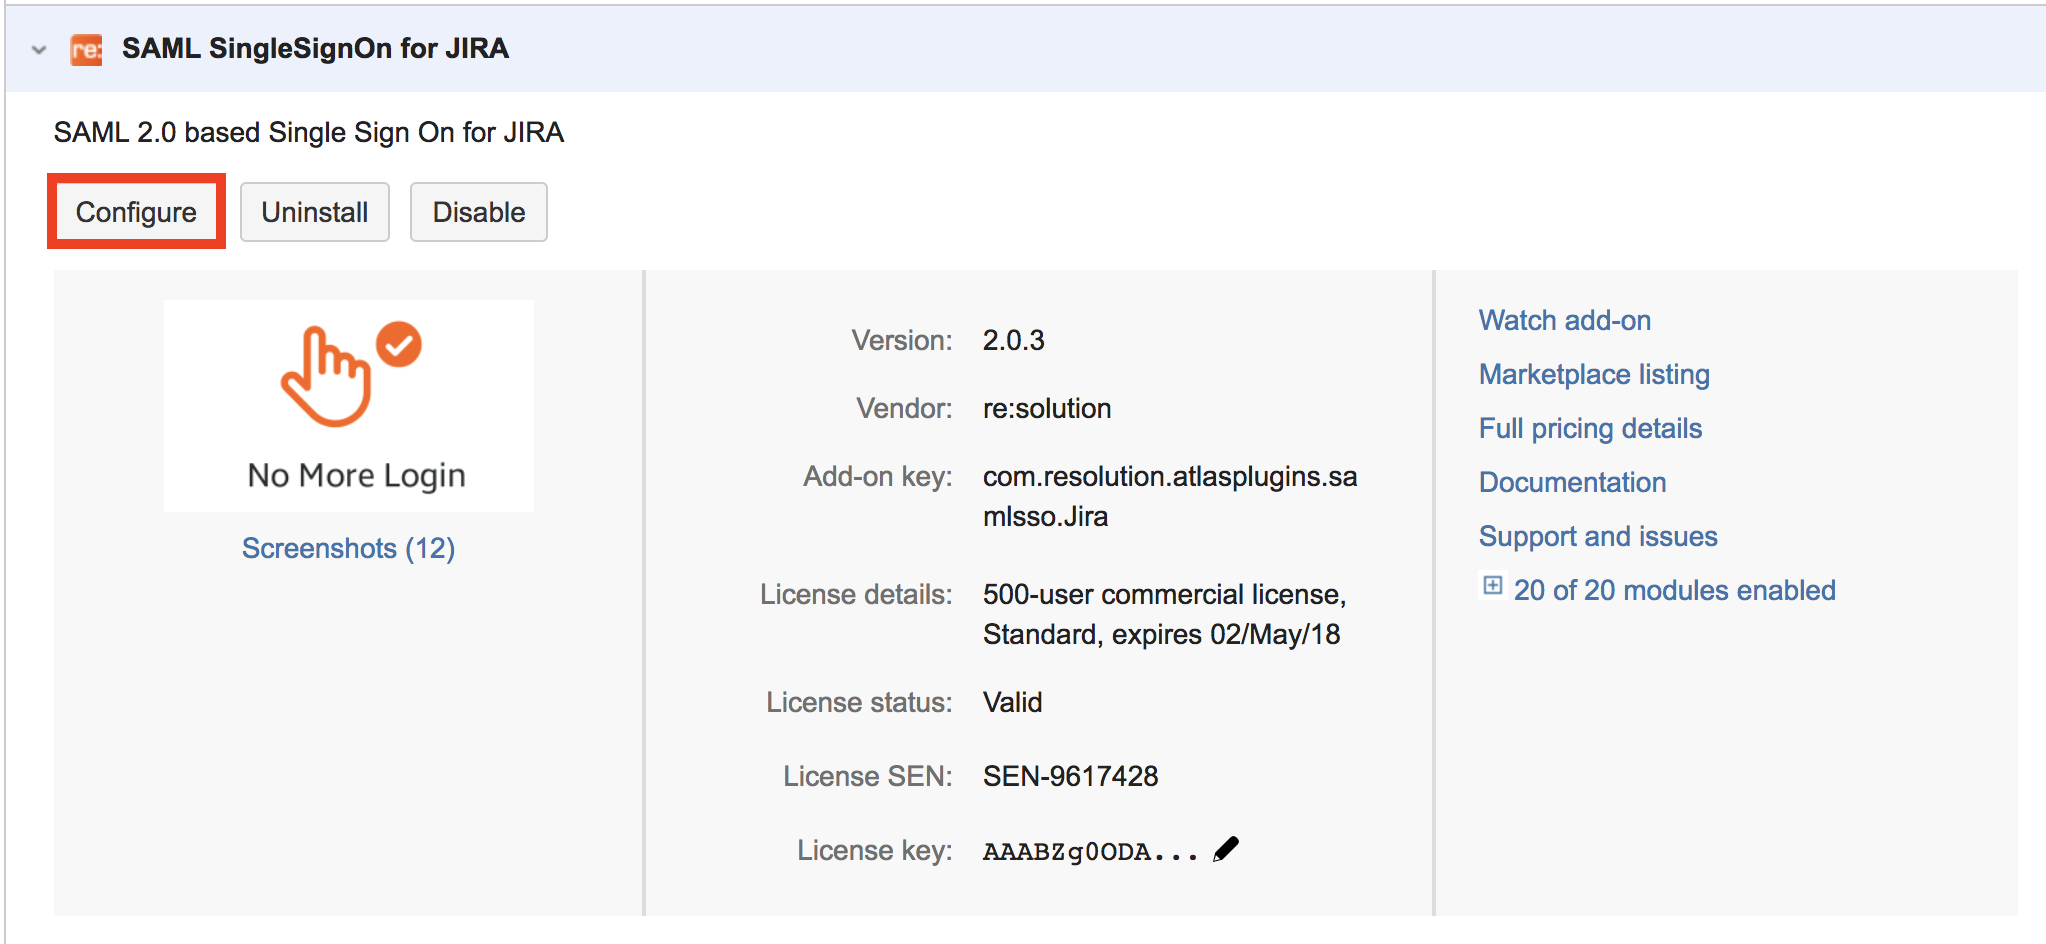 re:
SAML SingleSignOn for JIRA
SAML 2.0 based Single Sign On for JIRA
Configure
Uninstall
Disable
No More Login
Screenshots (12)
Version: 2.0.3
Vendor: re:solution
Add-on key: com.resolution.atlasplugins.sa
mlsso.Jira
License details: 500-user commercial license,
Standard, expires 02/May/18
License status: Valid
License SEN: SEN-9617428
License key: AAABZg0ODA...
Watch add-on
Marketplace listing
Full pricing details
Documentation
Support and issues
20 of 20 modules enabled